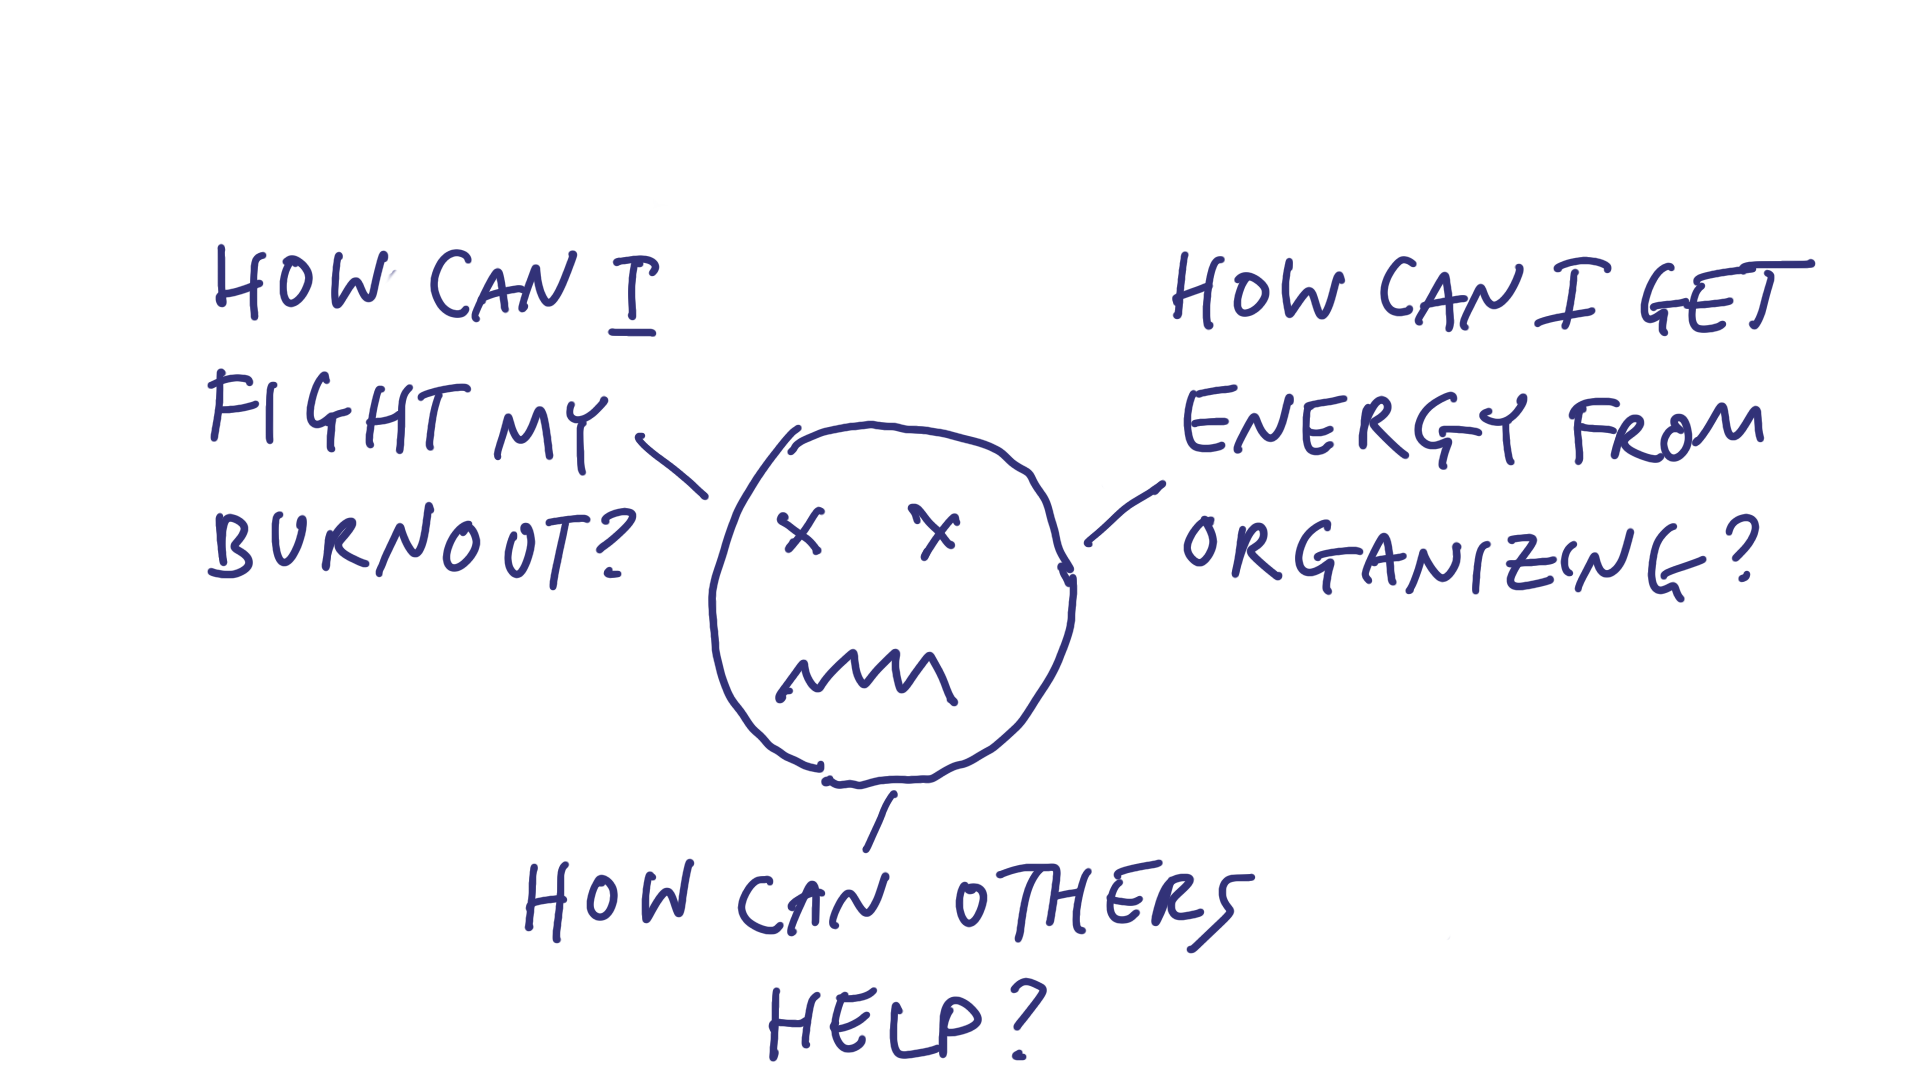 HOW CAN I
FIGHT MY
BURNOUT?
HOW CAN I GET
ENERGY FROM
ORGANIZING?
HOW CAN OTHERS
HELP?